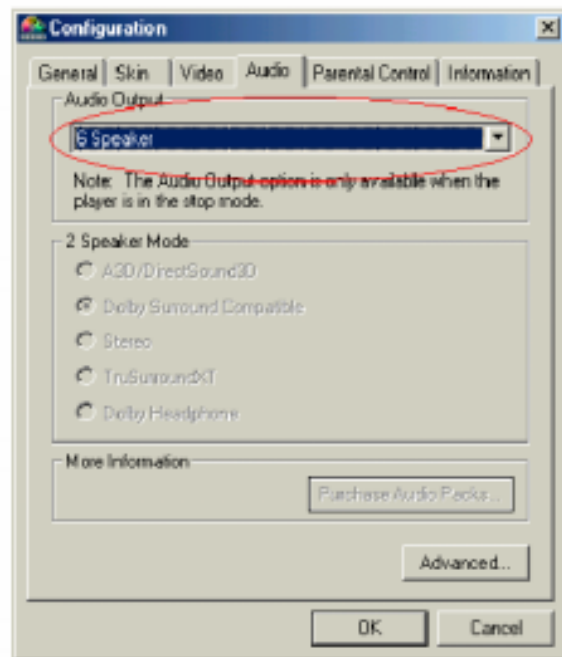 Configuration
General Skin Video Audio Parental Control Information
Audio Output
6 Speaker
Note: The Audio Output option is only available when the
player is in the stop mode.
2 Speaker Mode
A3D/DirectSound3D
Dolby Surround Compatible
Stereo
TruSurroundXT
Dolby Headphone
More Information
Purchase Audio Packs...
Advanced...
OK Cancel